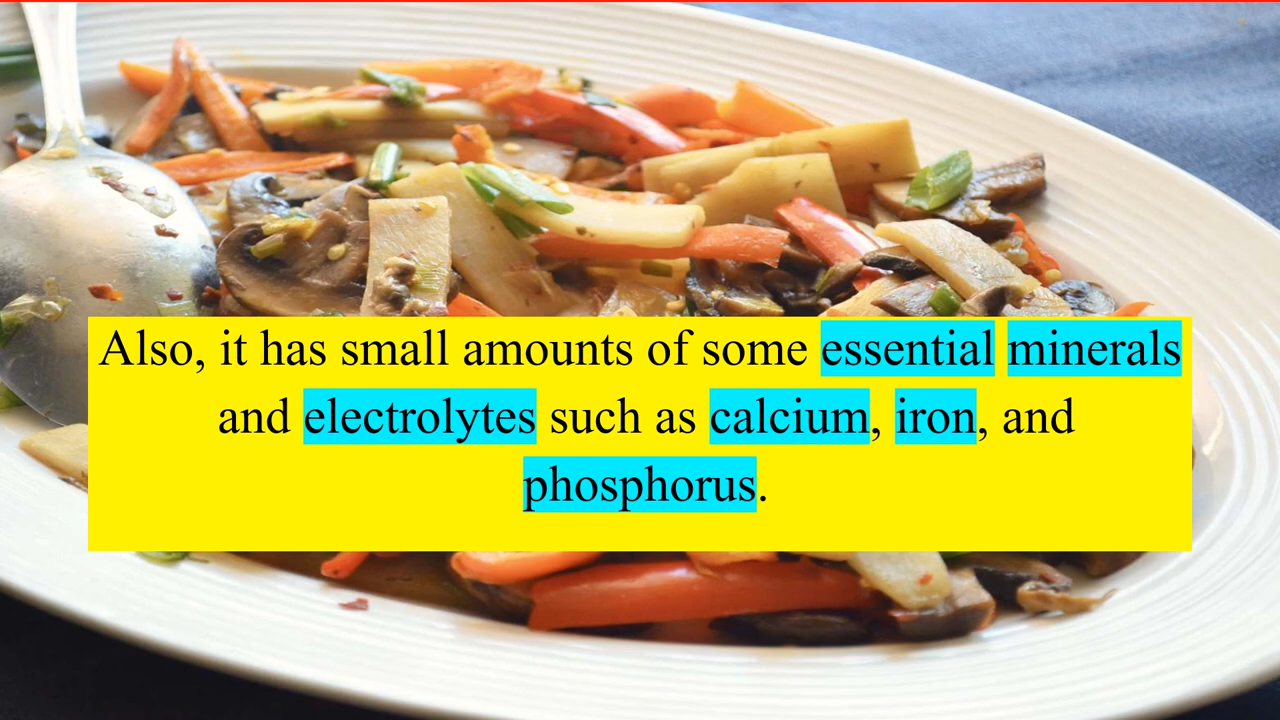 Also, it has small amounts of some essential minerals
and electrolytes such as calcium, iron, and
phosphorus.